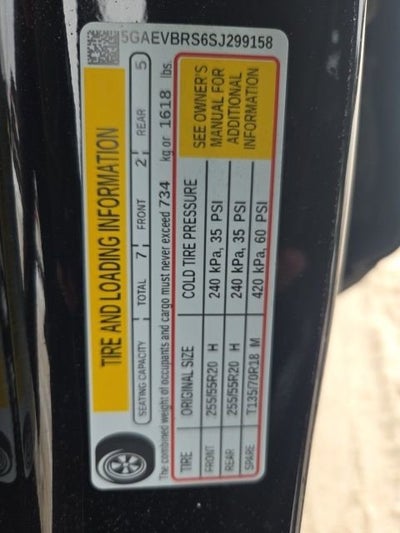 5GAEVBRS6SJ299158
TIRE AND LOADING INFORMATION
SEATING CAPACITY TOTAL 7 FRONT 2 REAR 5
The combined weight of occupants and cargo must never exceed 734 kg or 1618 lbs.
TIRE ORIGINAL SIZE COLD TIRE PRESSURE
FRONT 255/55R20 H 240 kPa, 35 PSI
REAR 255/55R20 H 240 kPa, 35 PSI
SPARE T135/70R18 M 420 kPa, 60 PSI
SEE OWNER'S
MANUAL FOR
ADDITIONAL
INFORMATION